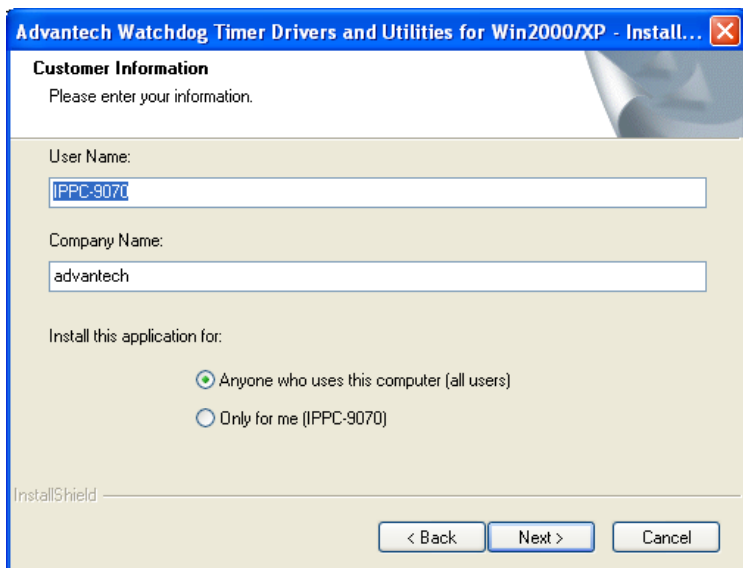 Advantech Watchdog Timer Drivers and Utilities for Win2000/XP - Install...
Customer Information
Please enter your information.
User Name:
IPPC-9070
Company Name:
advantech
Install this application for:
Anyone who uses this computer (all users)
Only for me (IPPC-9070)
InstallShield
< Back Next > Cancel